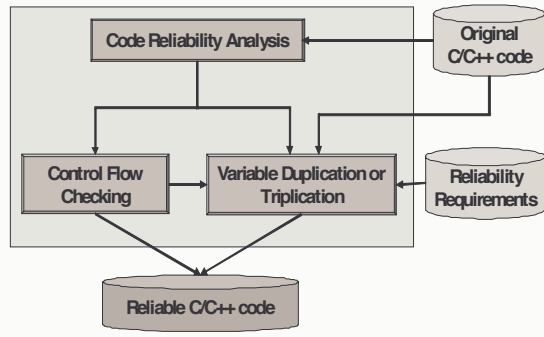 Code Reliability Analysis
Original
C/C++ code
Control Flow
Checking
Variable Duplication or
Triplication
Reliability
Requirements
Reliable C/C++ code